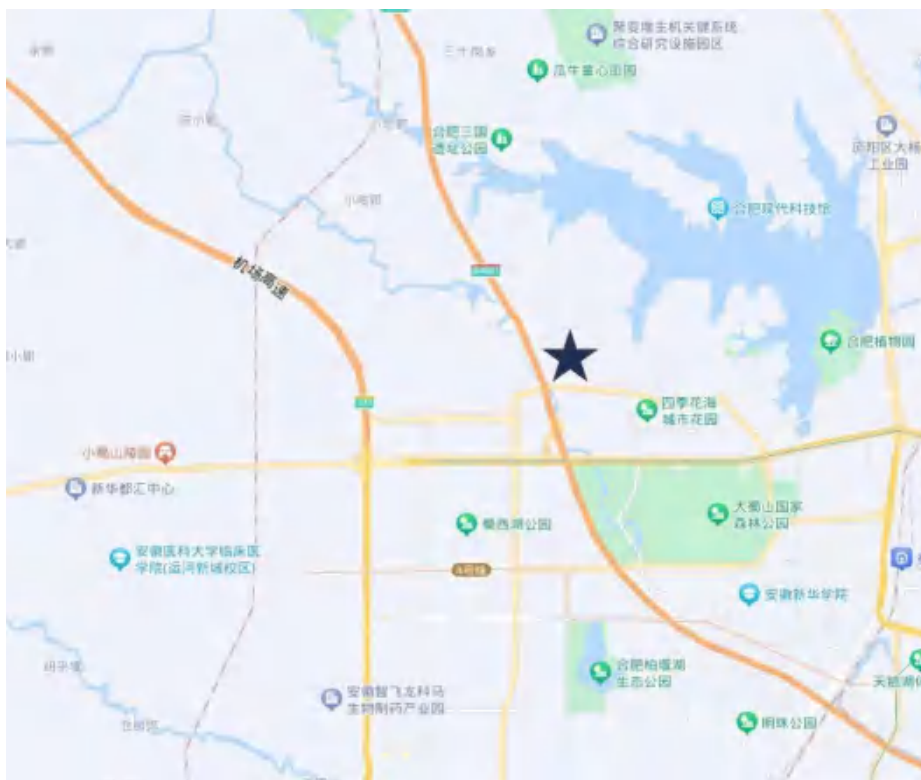 聚变堆主机关键系统
综合研究设施园区
三十岗乡
瓜牛童心田园
合肥三国
遗址公园
庐阳区大杨
工业园
合肥现代科技馆
机场高速
合肥植物园
四季花海
城市花园
小蜀山陵园
新华都汇中心
大蜀山国家
森林公园
蜀西湖公园
安徽医科大学临床医
学院(运河新城校区)
4号线
安徽新华学院
合肥柏堰湖
生态公园
安徽智飞龙科马
生物制药产业园
明珠公园